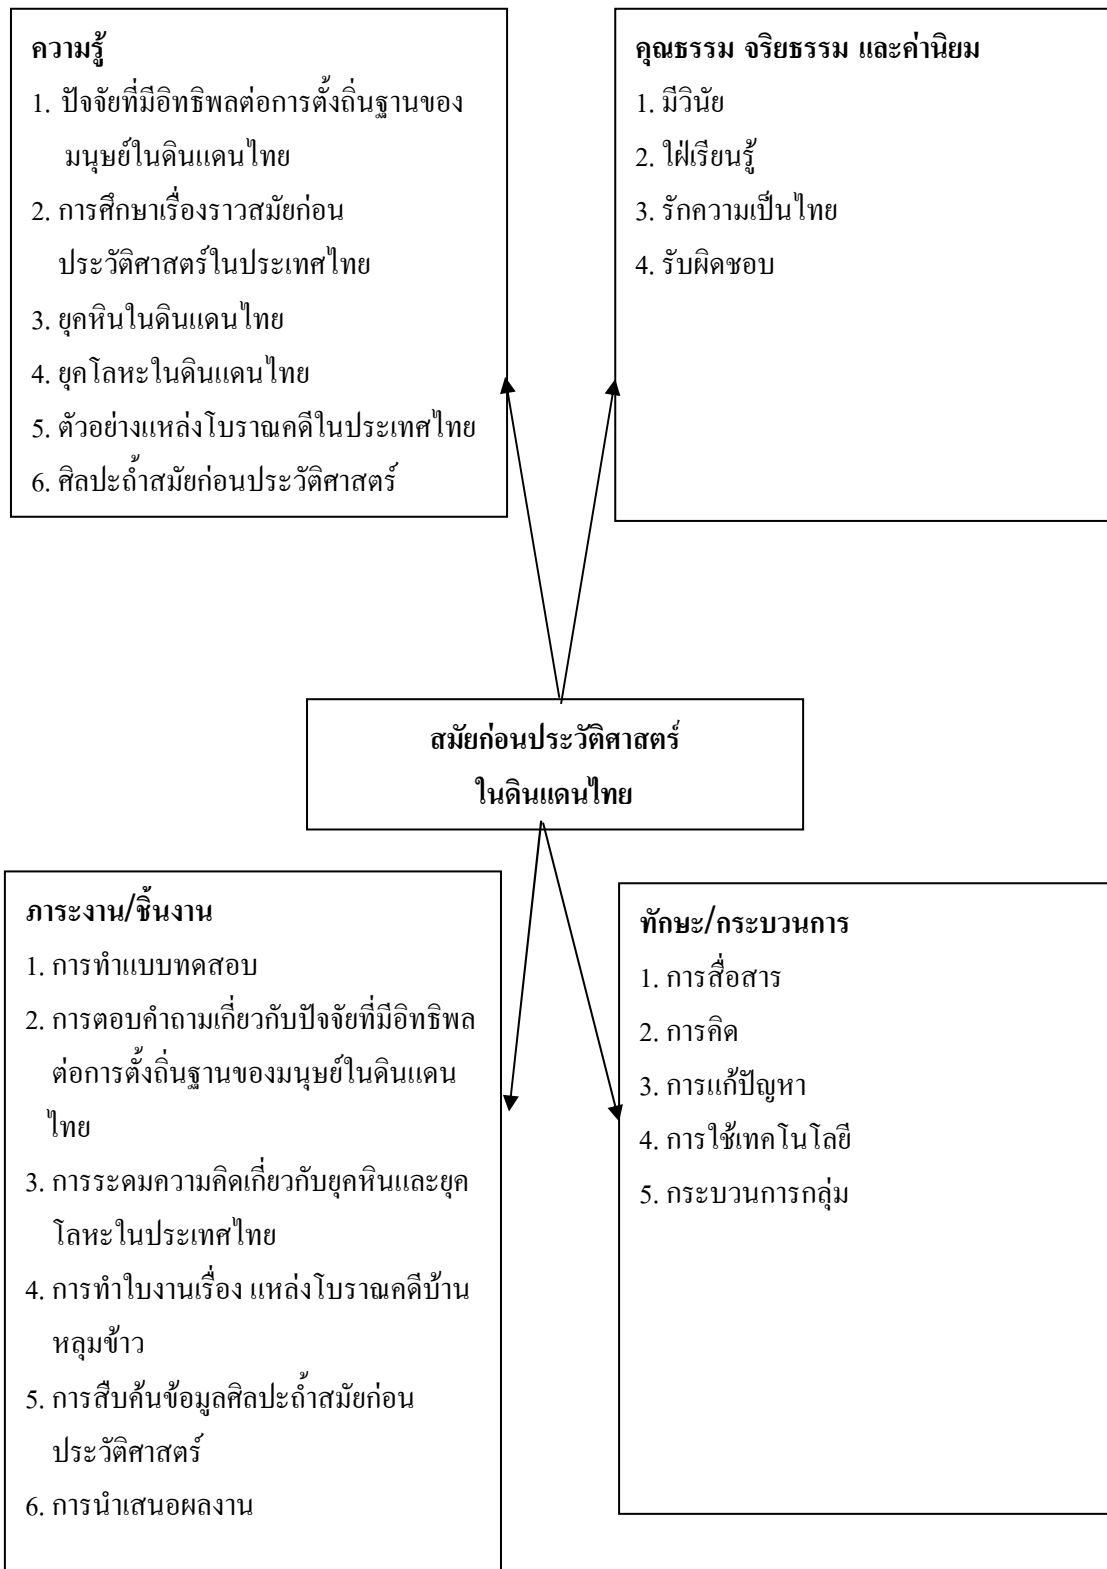 ความรู้
1. ปัจจัยที่มีอิทธิพลต่อการตั้งถิ่นฐานของ
มนุษย์ในดินแดนไทย
2. การศึกษาเรื่องราวสมัยก่อน
ประวัติศาสตร์ในประเทศไทย
3. ยุคหินในดินแดนไทย
4. ยุคโลหะในดินแดนไทย
5. ตัวอย่างแหล่งโบราณคดีในประเทศไทย
6. ศิลปะถ้ำสมัยก่อนประวัติศาสตร์
คุณธรรม จริยธรรม และค่านิยม
1. มีวินัย
2. ใฝ่เรียนรู้
3. รักความเป็นไทย
4. รับผิดชอบ
สมัยก่อนประวัติศาสตร์
ในดินแดนไทย
ภาระงาน/ชิ้นงาน
1. การทำแบบทดสอบ
2. การตอบคำถามเกี่ยวกับปัจจัยที่มีอิทธิพล
ต่อการตั้งถิ่นฐานของมนุษย์ในดินแดน
ไทย
3. การระดมความคิดเกี่ยวกับยุคหินและยุค
โลหะในประเทศไทย
4. การทำใบงานเรื่อง แหล่งโบราณคดีบ้าน
หลุมข้าว
5. การสืบค้นข้อมูลศิลปะถ้ำสมัยก่อน
ประวัติศาสตร์
6. การนำเสนอผลงาน
ทักษะ/กระบวนการ
1. การสื่อสาร
2. การคิด
3. การแก้ปัญหา
4. การใช้เทคโนโลยี
5. กระบวนการกลุ่ม